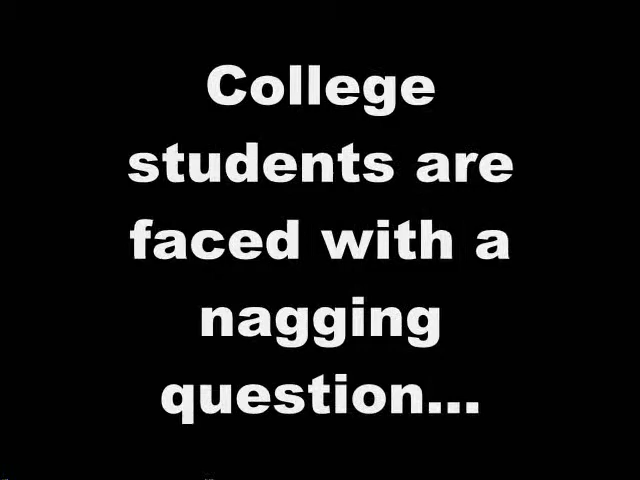 College
students are
faced with a
nagging
question...